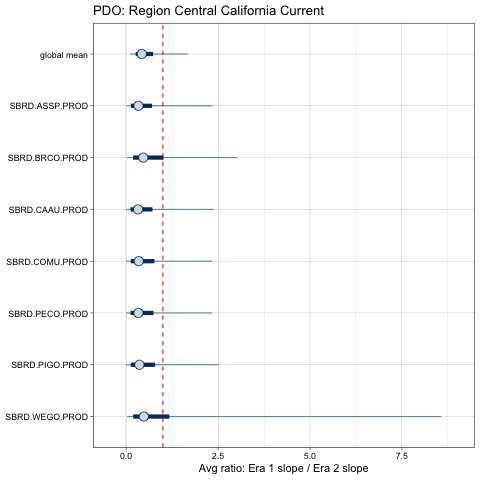 PDO: Region Central California Current
global mean
SBRD.ASSP.PROD
SBRD.BRCO.PROD
SBRD.CAAU.PROD
SBRD.COMU.PROD
SBRD.PECO.PROD
SBRD.PIGO.PROD
SBRD.WEGO.PROD
0.0 2.5 5.0 7.5
Avg ratio: Era 1 slope / Era 2 slope